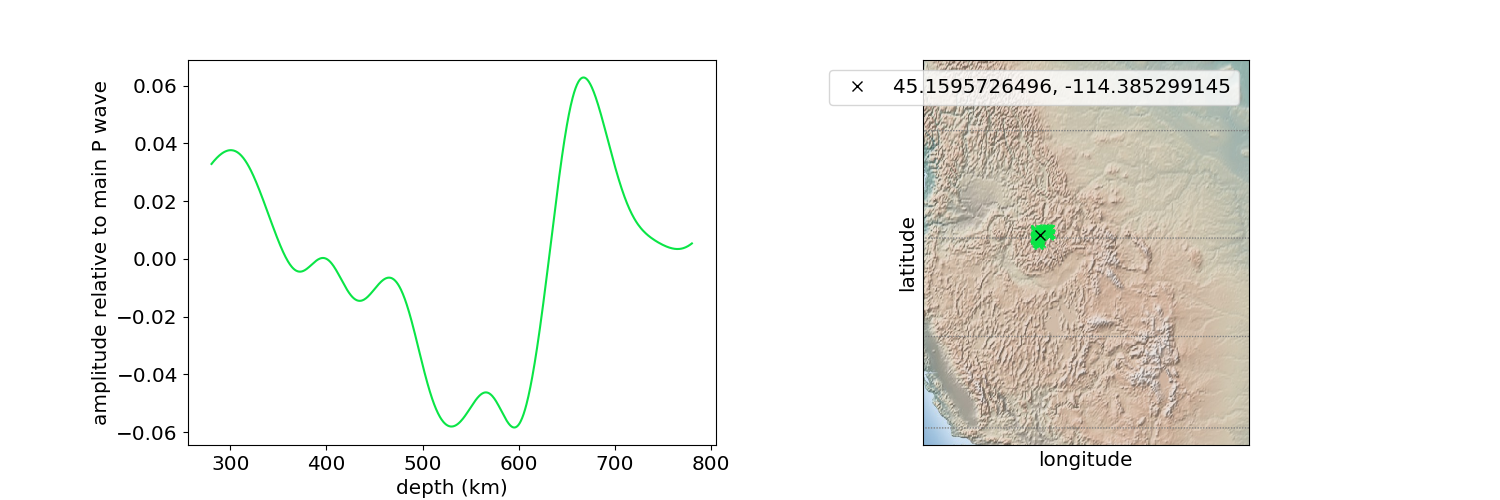 0.06
0.04
0.02
0.00
−0.02
−0.04
−0.06
amplitude relative to main P wave
300 400 500 600 700 800
depth (km)
45.1595726496, -114.385299145
latitude
longitude